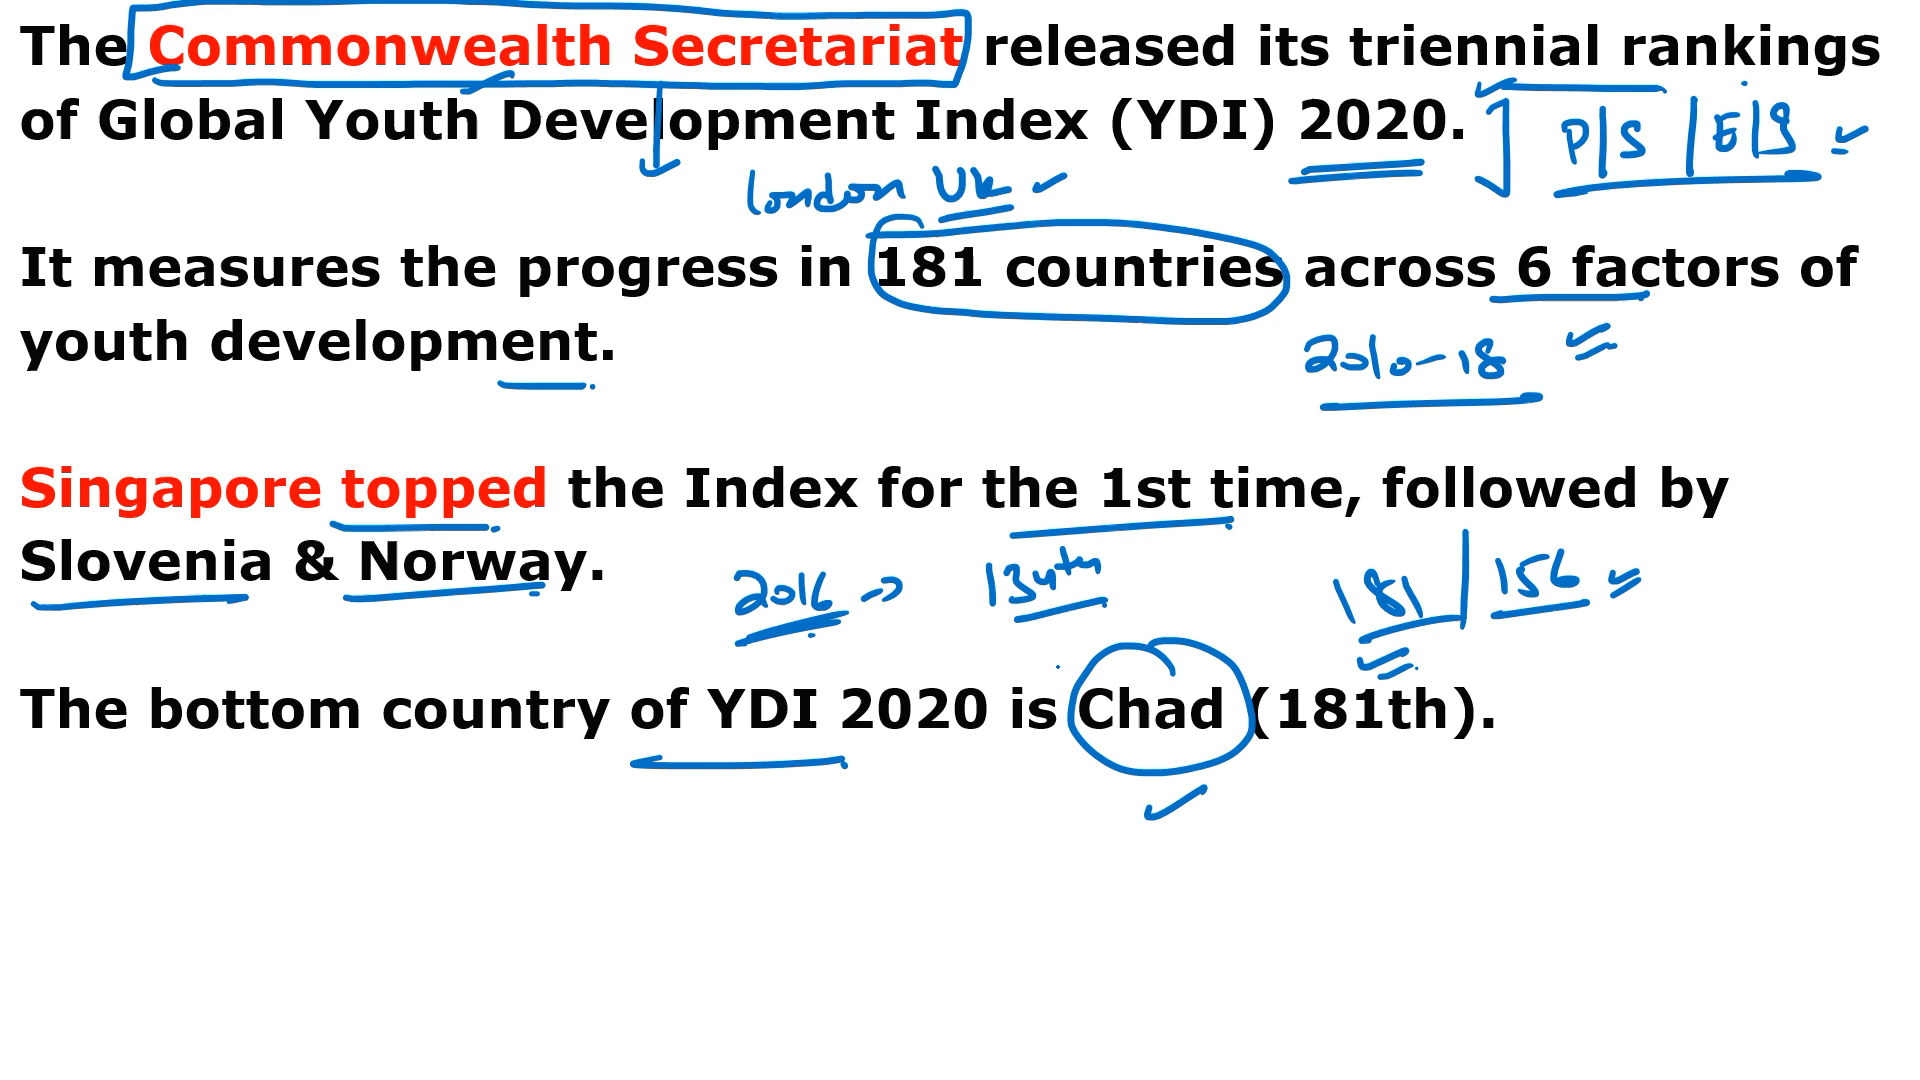 The Commonwealth Secretariat released its triennial rankings
of Global Youth Development Index (YDI) 2020.
P|S|E|S
London UK
It measures the progress in 181 countries across 6 factors of
youth development.
2010-18
Singapore topped the Index for the 1st time, followed by
Slovenia & Norway.
2016 → 134th 181 | 156
The bottom country of YDI 2020 is Chad (181th).